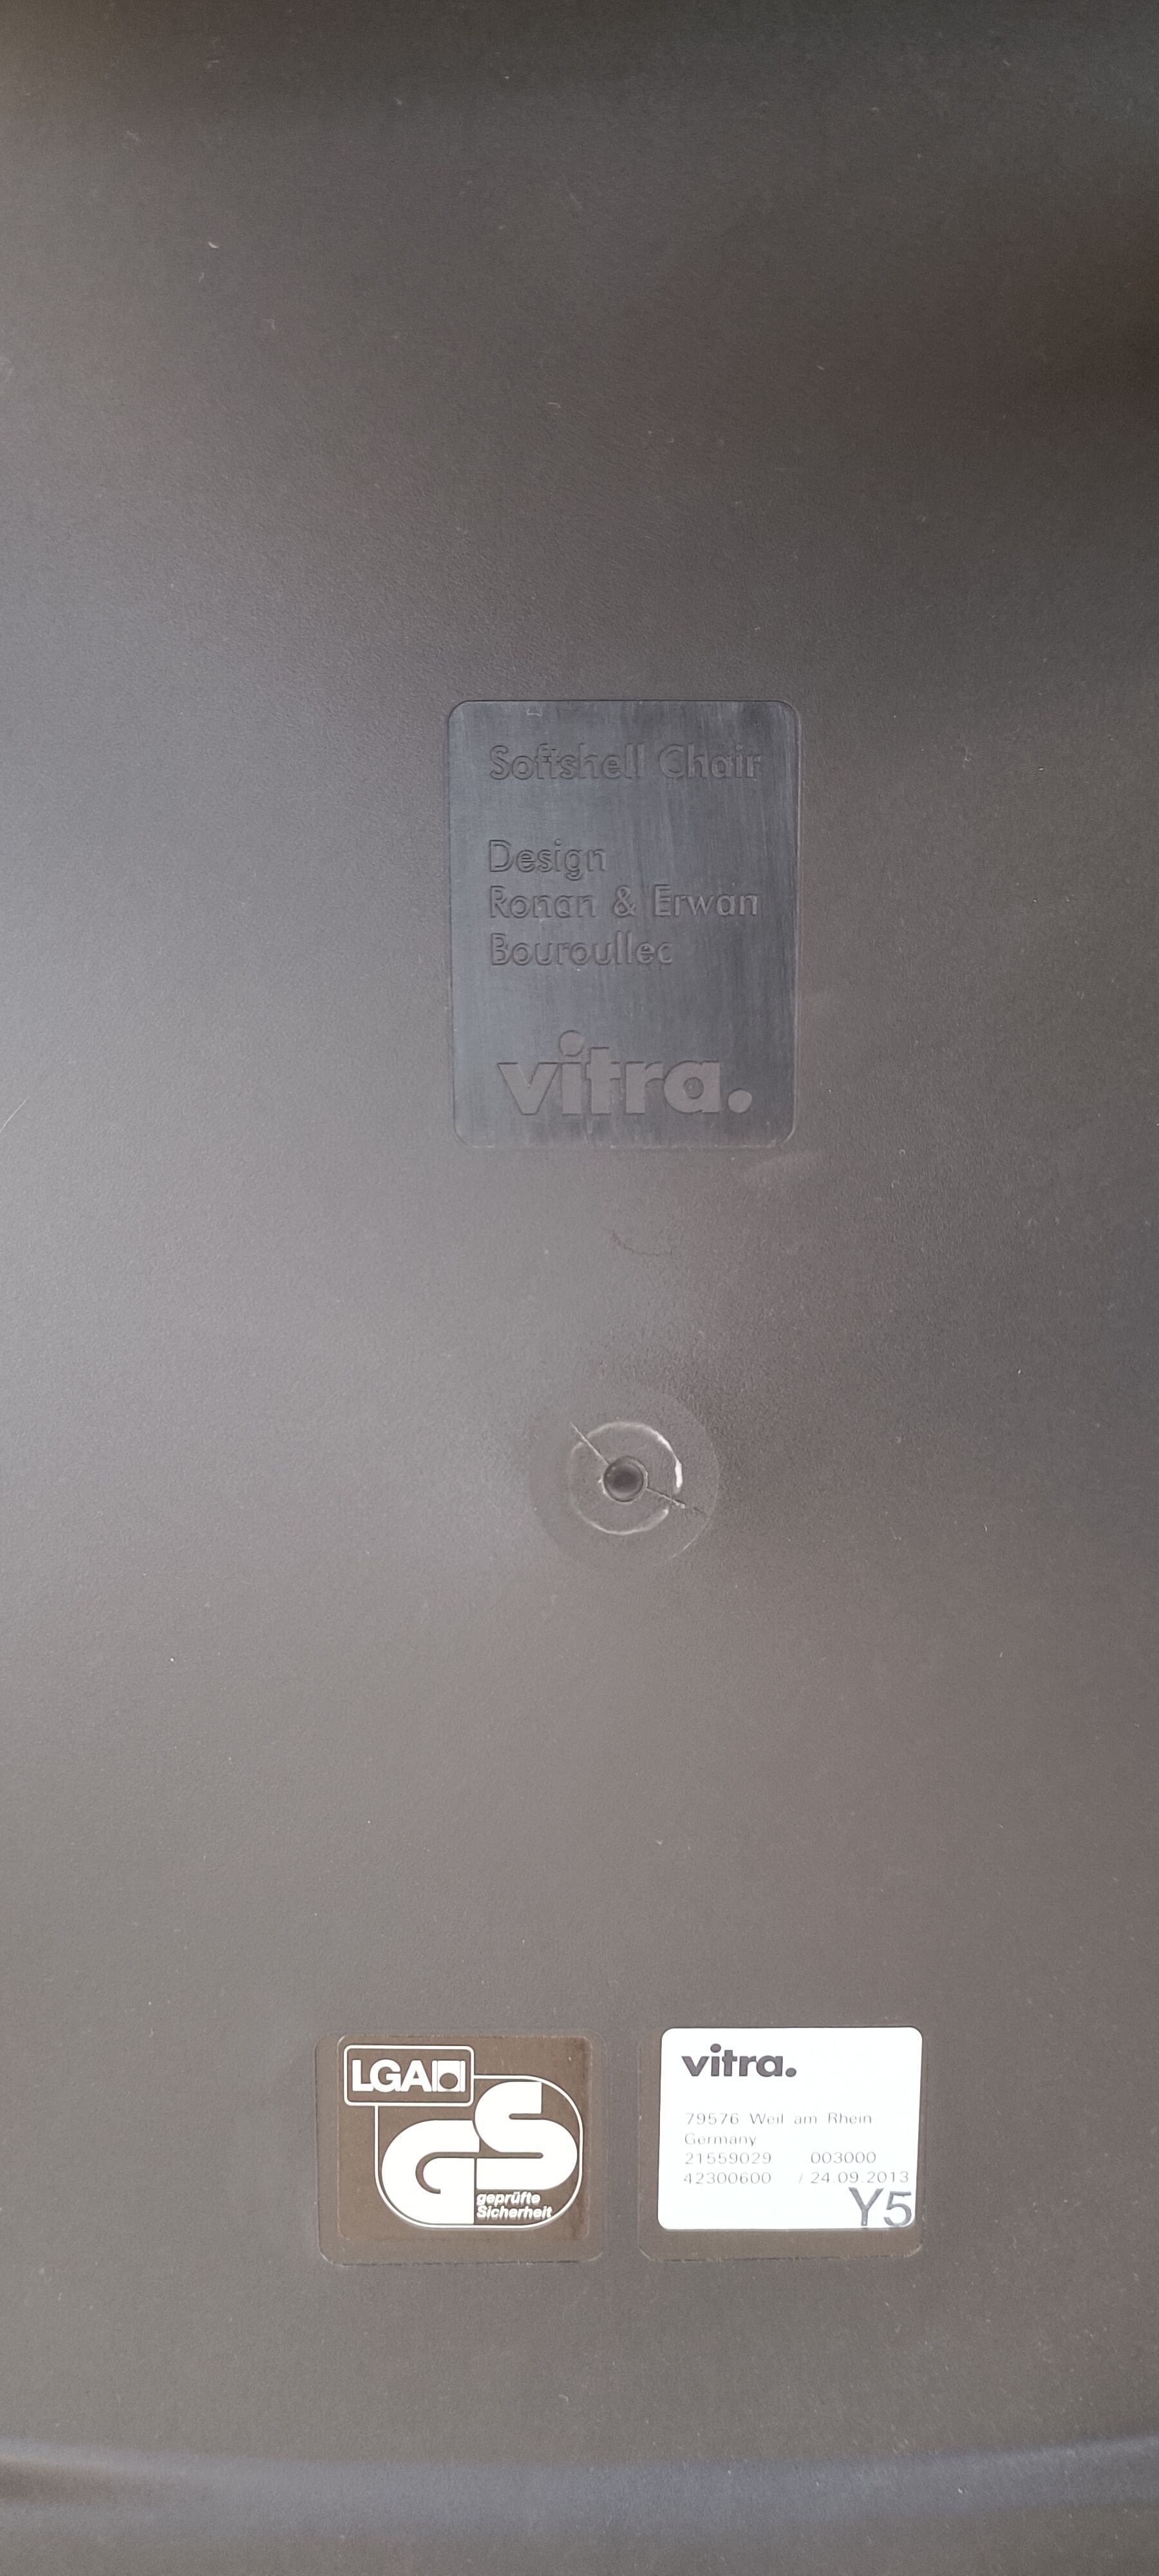 Softshell Chair
Design
Ronan & Erwan
Bouroullec
vitra.
LGA
GS
geprüfte
Sicherheit
vitra.
79576 Weil am Rhein
Germany
21559029 003000
42300600 / 24.09.2013
Y5